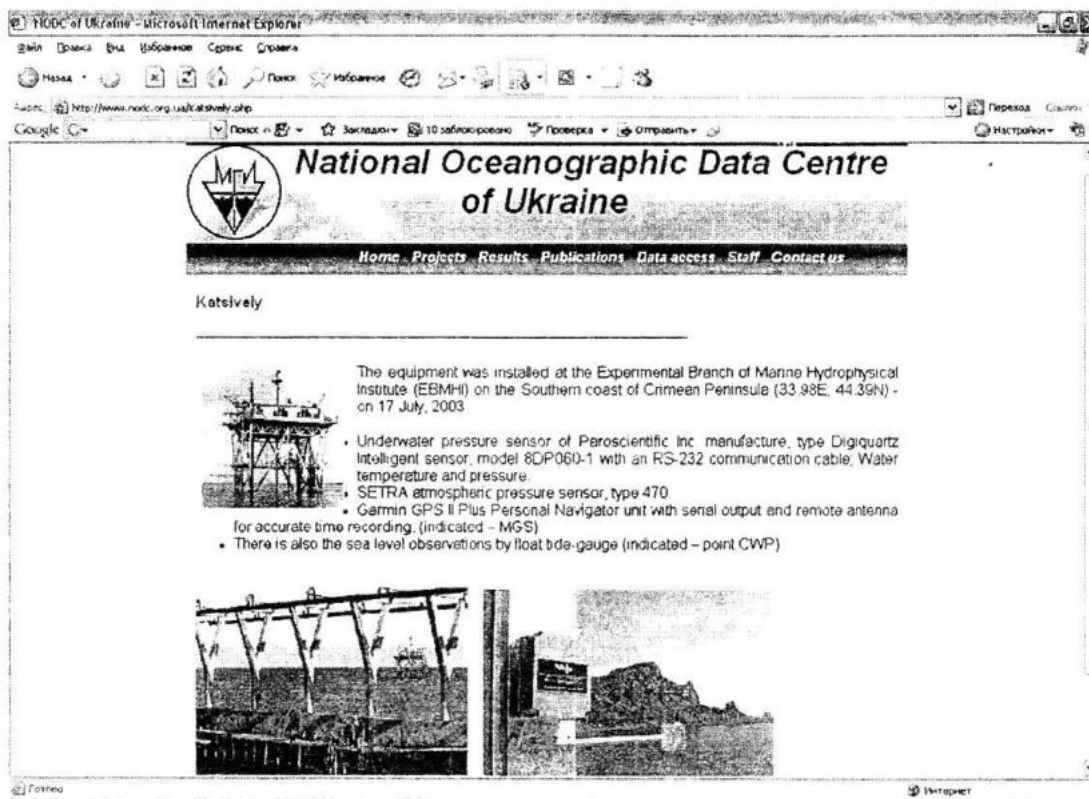 NODC of Ukraine - Microsoft Internet Explorer
Файл Правка Вид Избранное Сервис Справка
Назад Поиск Избранное
Адрес: http://www.nodc.org.ua/katsively.php Переход Ссылки
Google Поиск Закладки 10 заблокировано Проверка Отправить Настройки
МГИ
National Oceanographic Data Centre
of Ukraine
Home Projects Results Publications Data access Staff Contact us
Katsively
The equipment was installed at the Experimental Branch of Marine Hydrophysical
Institute (EBMHI) on the Southern coast of Crimean Peninsula (33.98E; 44.39N) -
on 17 July, 2003
• Underwater pressure sensor of Paroscientific Inc. manufacture, type Digiquartz
Intelligent sensor, model 8DP060-1 with an RS-232 communication cable; Water
temperature and pressure.
• SETRA atmospheric pressure sensor, type 470
• Garmin GPS II Plus Personal Navigator unit with serial output and remote antenna
for accurate time recording. (indicated – MGS)
• There is also the sea level observations by float tide-gauge (indicated – point CWP)
Готово Интернет